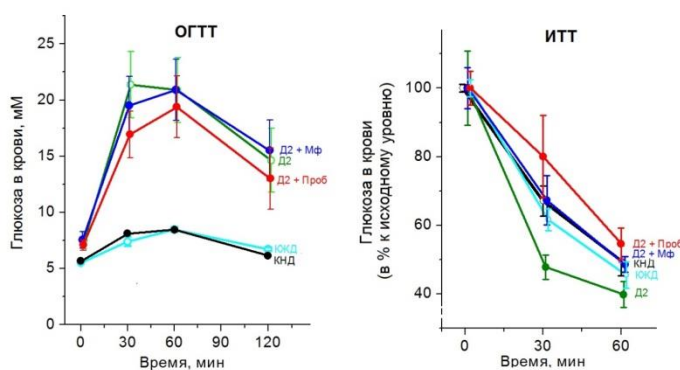 ОГТТ
Глюкоза в крови, мМ
25
20
15
10
5
0
Д2 + Мф
Д2
Д2 + Проб
ЮКД
КНД
0 30 60 90 120
Время, мин
ИТТ
Глюкоза в крови
(в % к исходному уровню)
100
80
60
40
Д2 + Проб
Д2 + Мф
КНД
ЮКД
Д2
0 30 60
Время, мин